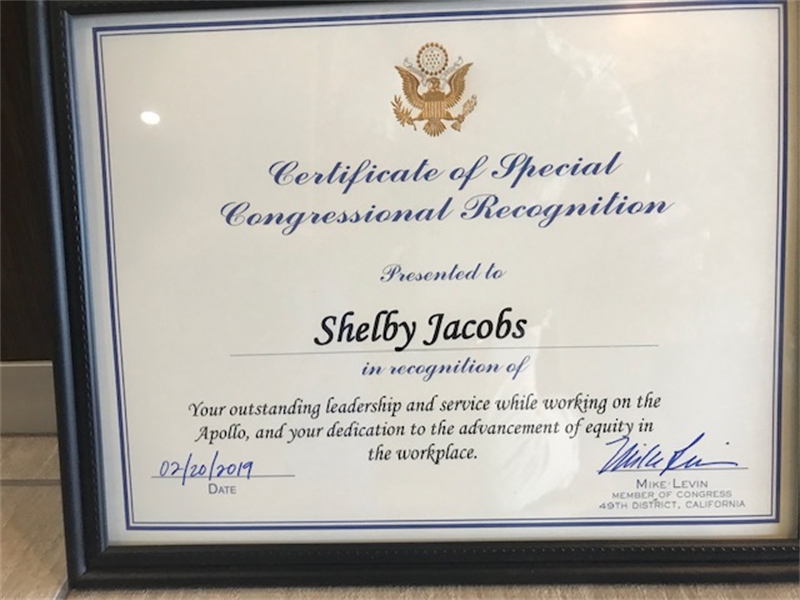 Certificate of Special
Congressional Recognition
Presented to
Shelby Jacobs
in recognition of
Your outstanding leadership and service while working on the
Apollo, and your dedication to the advancement of equity in
the workplace.
02/20/2019
DATE
Mike Levin
MIKE LEVIN
MEMBER OF CONGRESS
49TH DISTRICT, CALIFORNIA